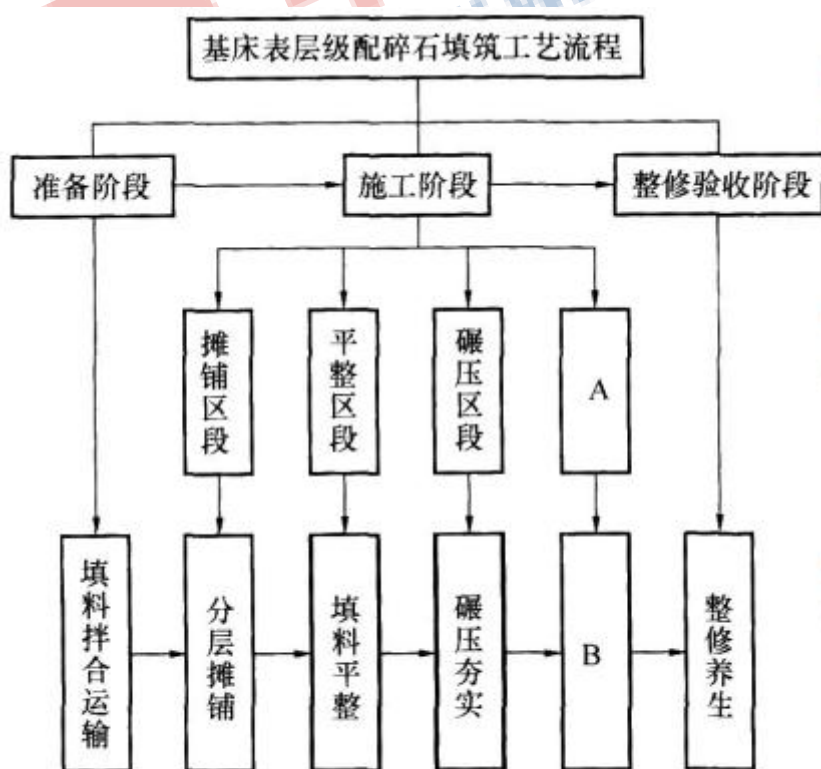 基床表层级配碎石填筑工艺流程
准备阶段
施工阶段
整修验收阶段
摊铺区段
平整区段
碾压区段
A
填料拌合运输
分层摊铺
填料平整
碾压夯实
B
整修养生